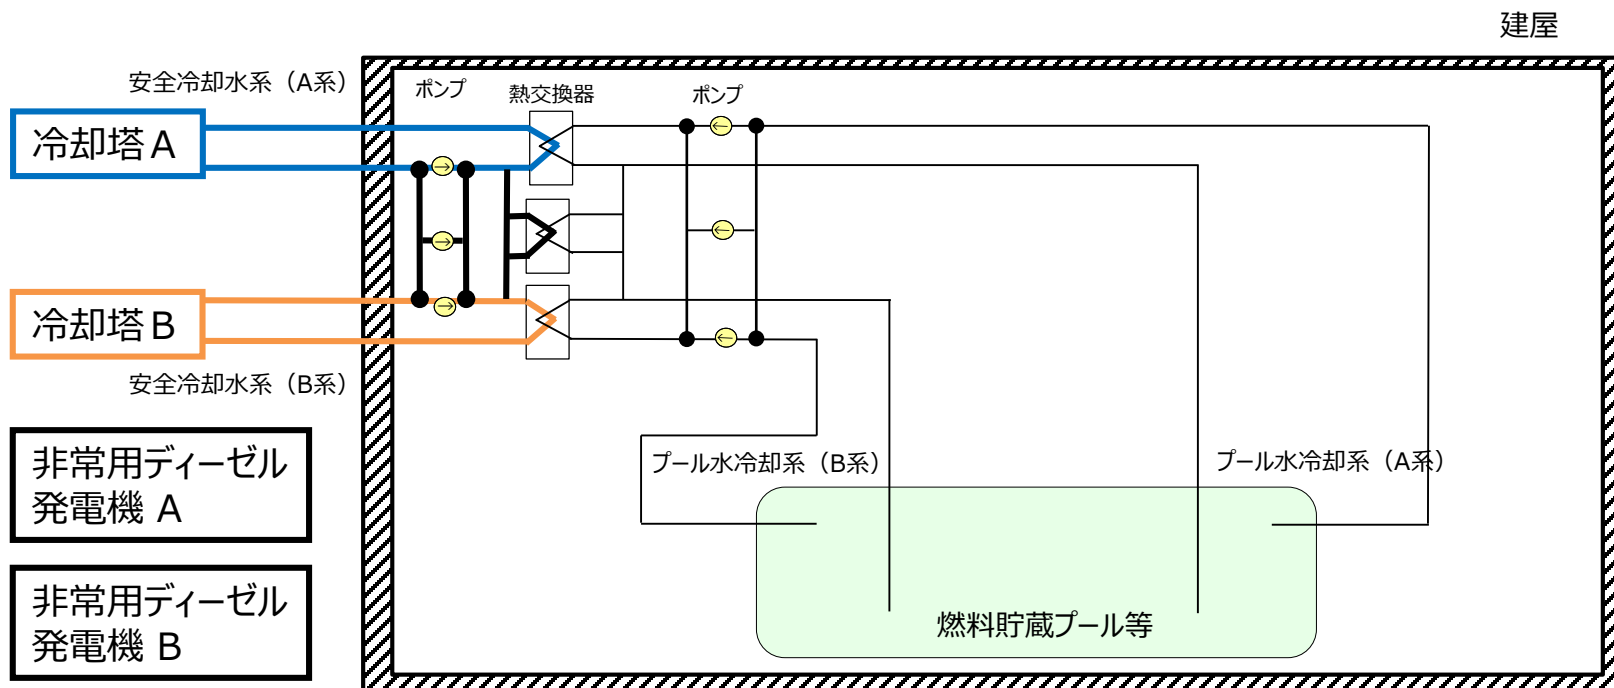 建屋
安全冷却水系（A系）
ポンプ
熱交換器
ポンプ
冷却塔A
冷却塔B
安全冷却水系（B系）
非常用ディーゼル
発電機 A
プール水冷却系（B系）
プール水冷却系（A系）
非常用ディーゼル
発電機 B
燃料貯蔵プール等